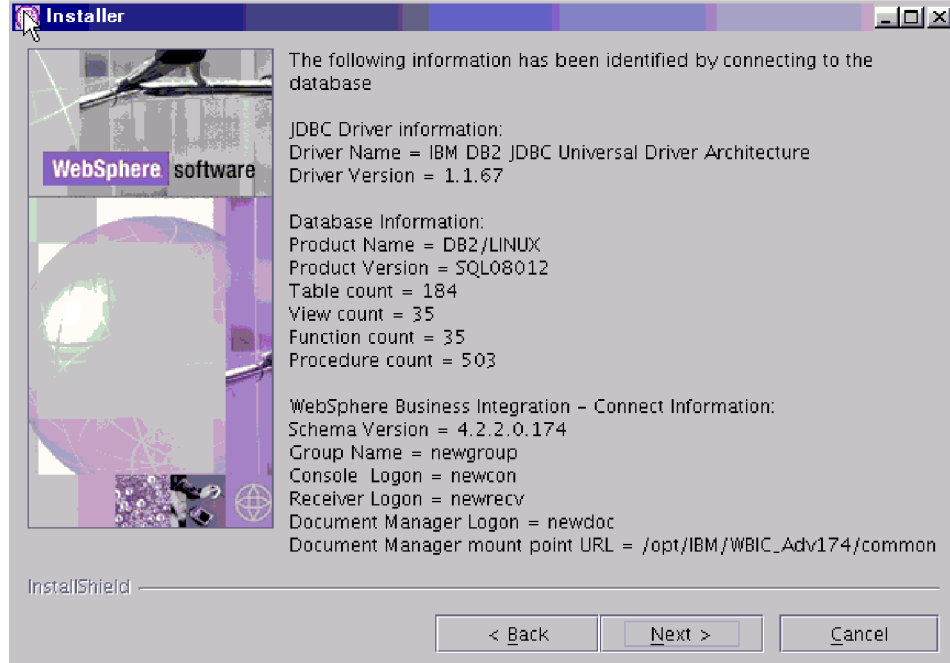 Installer
The following information has been identified by connecting to the
database
JDBC Driver information:
Driver Name = IBM DB2 JDBC Universal Driver Architecture
Driver Version = 1.1.67
WebSphere software
Database Information:
Product Name = DB2/LINUX
Product Version = SQL08012
Table count = 184
View count = 35
Function count = 35
Procedure count = 503
WebSphere Business Integration – Connect Information:
Schema Version = 4.2.2.0.174
Group Name = newgroup
Console Logon = newcon
Receiver Logon = newrecv
Document Manager Logon = newdoc
Document Manager mount point URL = /opt/IBM/WBIC_Adv174/common
InstallShield
< Back
Next >
Cancel